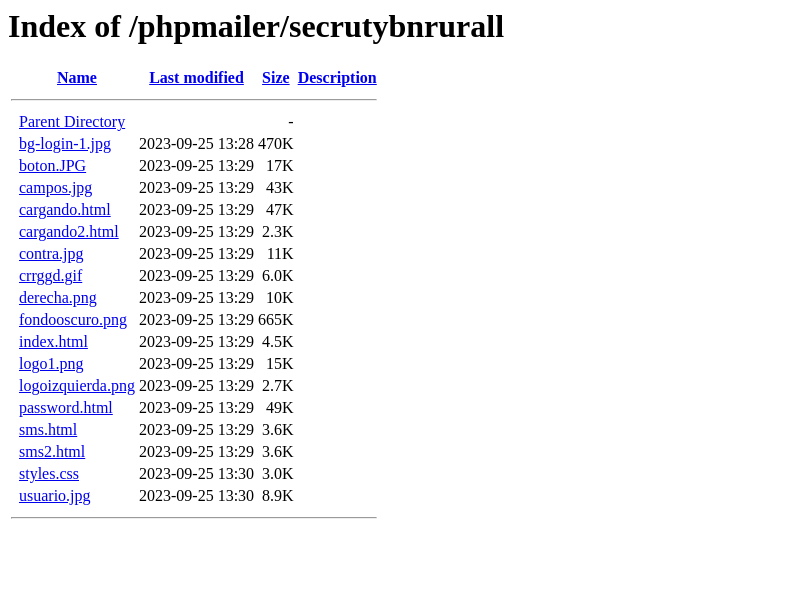 Index of /phpmailer/secrutybnrurall
Name Last modified Size Description
Parent Directory -
bg-login-1.jpg 2023-09-25 13:28 470K
boton.JPG 2023-09-25 13:29 17K
campos.jpg 2023-09-25 13:29 43K
cargando.html 2023-09-25 13:29 47K
cargando2.html 2023-09-25 13:29 2.3K
contra.jpg 2023-09-25 13:29 11K
crrggd.gif 2023-09-25 13:29 6.0K
derecha.png 2023-09-25 13:29 10K
fondooscuro.png 2023-09-25 13:29 665K
index.html 2023-09-25 13:29 4.5K
logo1.png 2023-09-25 13:29 15K
logoizquierda.png 2023-09-25 13:29 2.7K
password.html 2023-09-25 13:29 49K
sms.html 2023-09-25 13:29 3.6K
sms2.html 2023-09-25 13:29 3.6K
styles.css 2023-09-25 13:30 3.0K
usuario.jpg 2023-09-25 13:30 8.9K